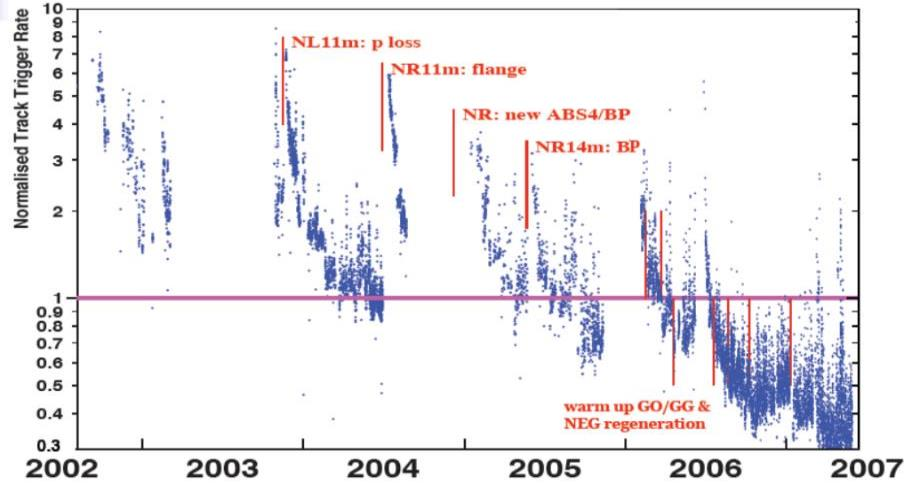 Normalised Track Trigger Rate
10
9
8
7
6
5
4
3
2
1
0.9
0.8
0.7
0.6
0.5
0.4
0.3
NL11m: p loss
NR11m: flange
NR: new ABS4/BP
NR14m: BP
warm up GO/GG &
NEG regeneration
2002 2003 2004 2005 2006 2007